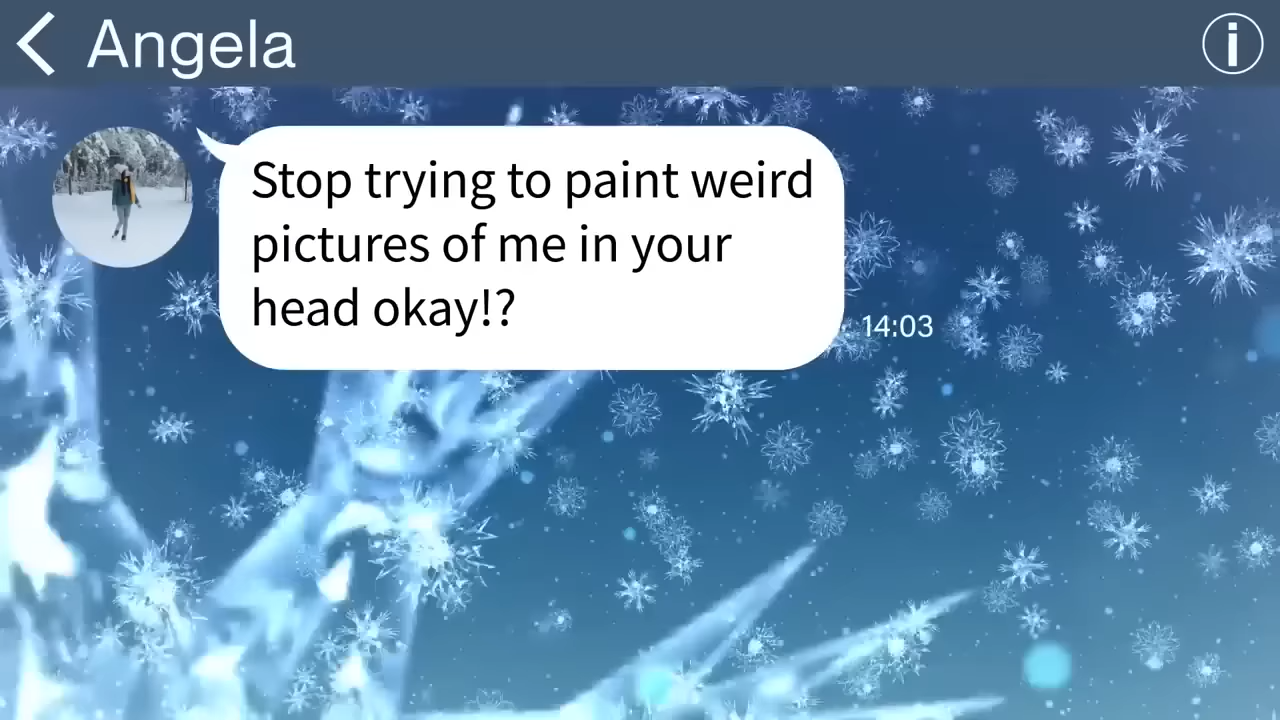 Angela
i
Stop trying to paint weird
pictures of me in your
head okay!?
14:03